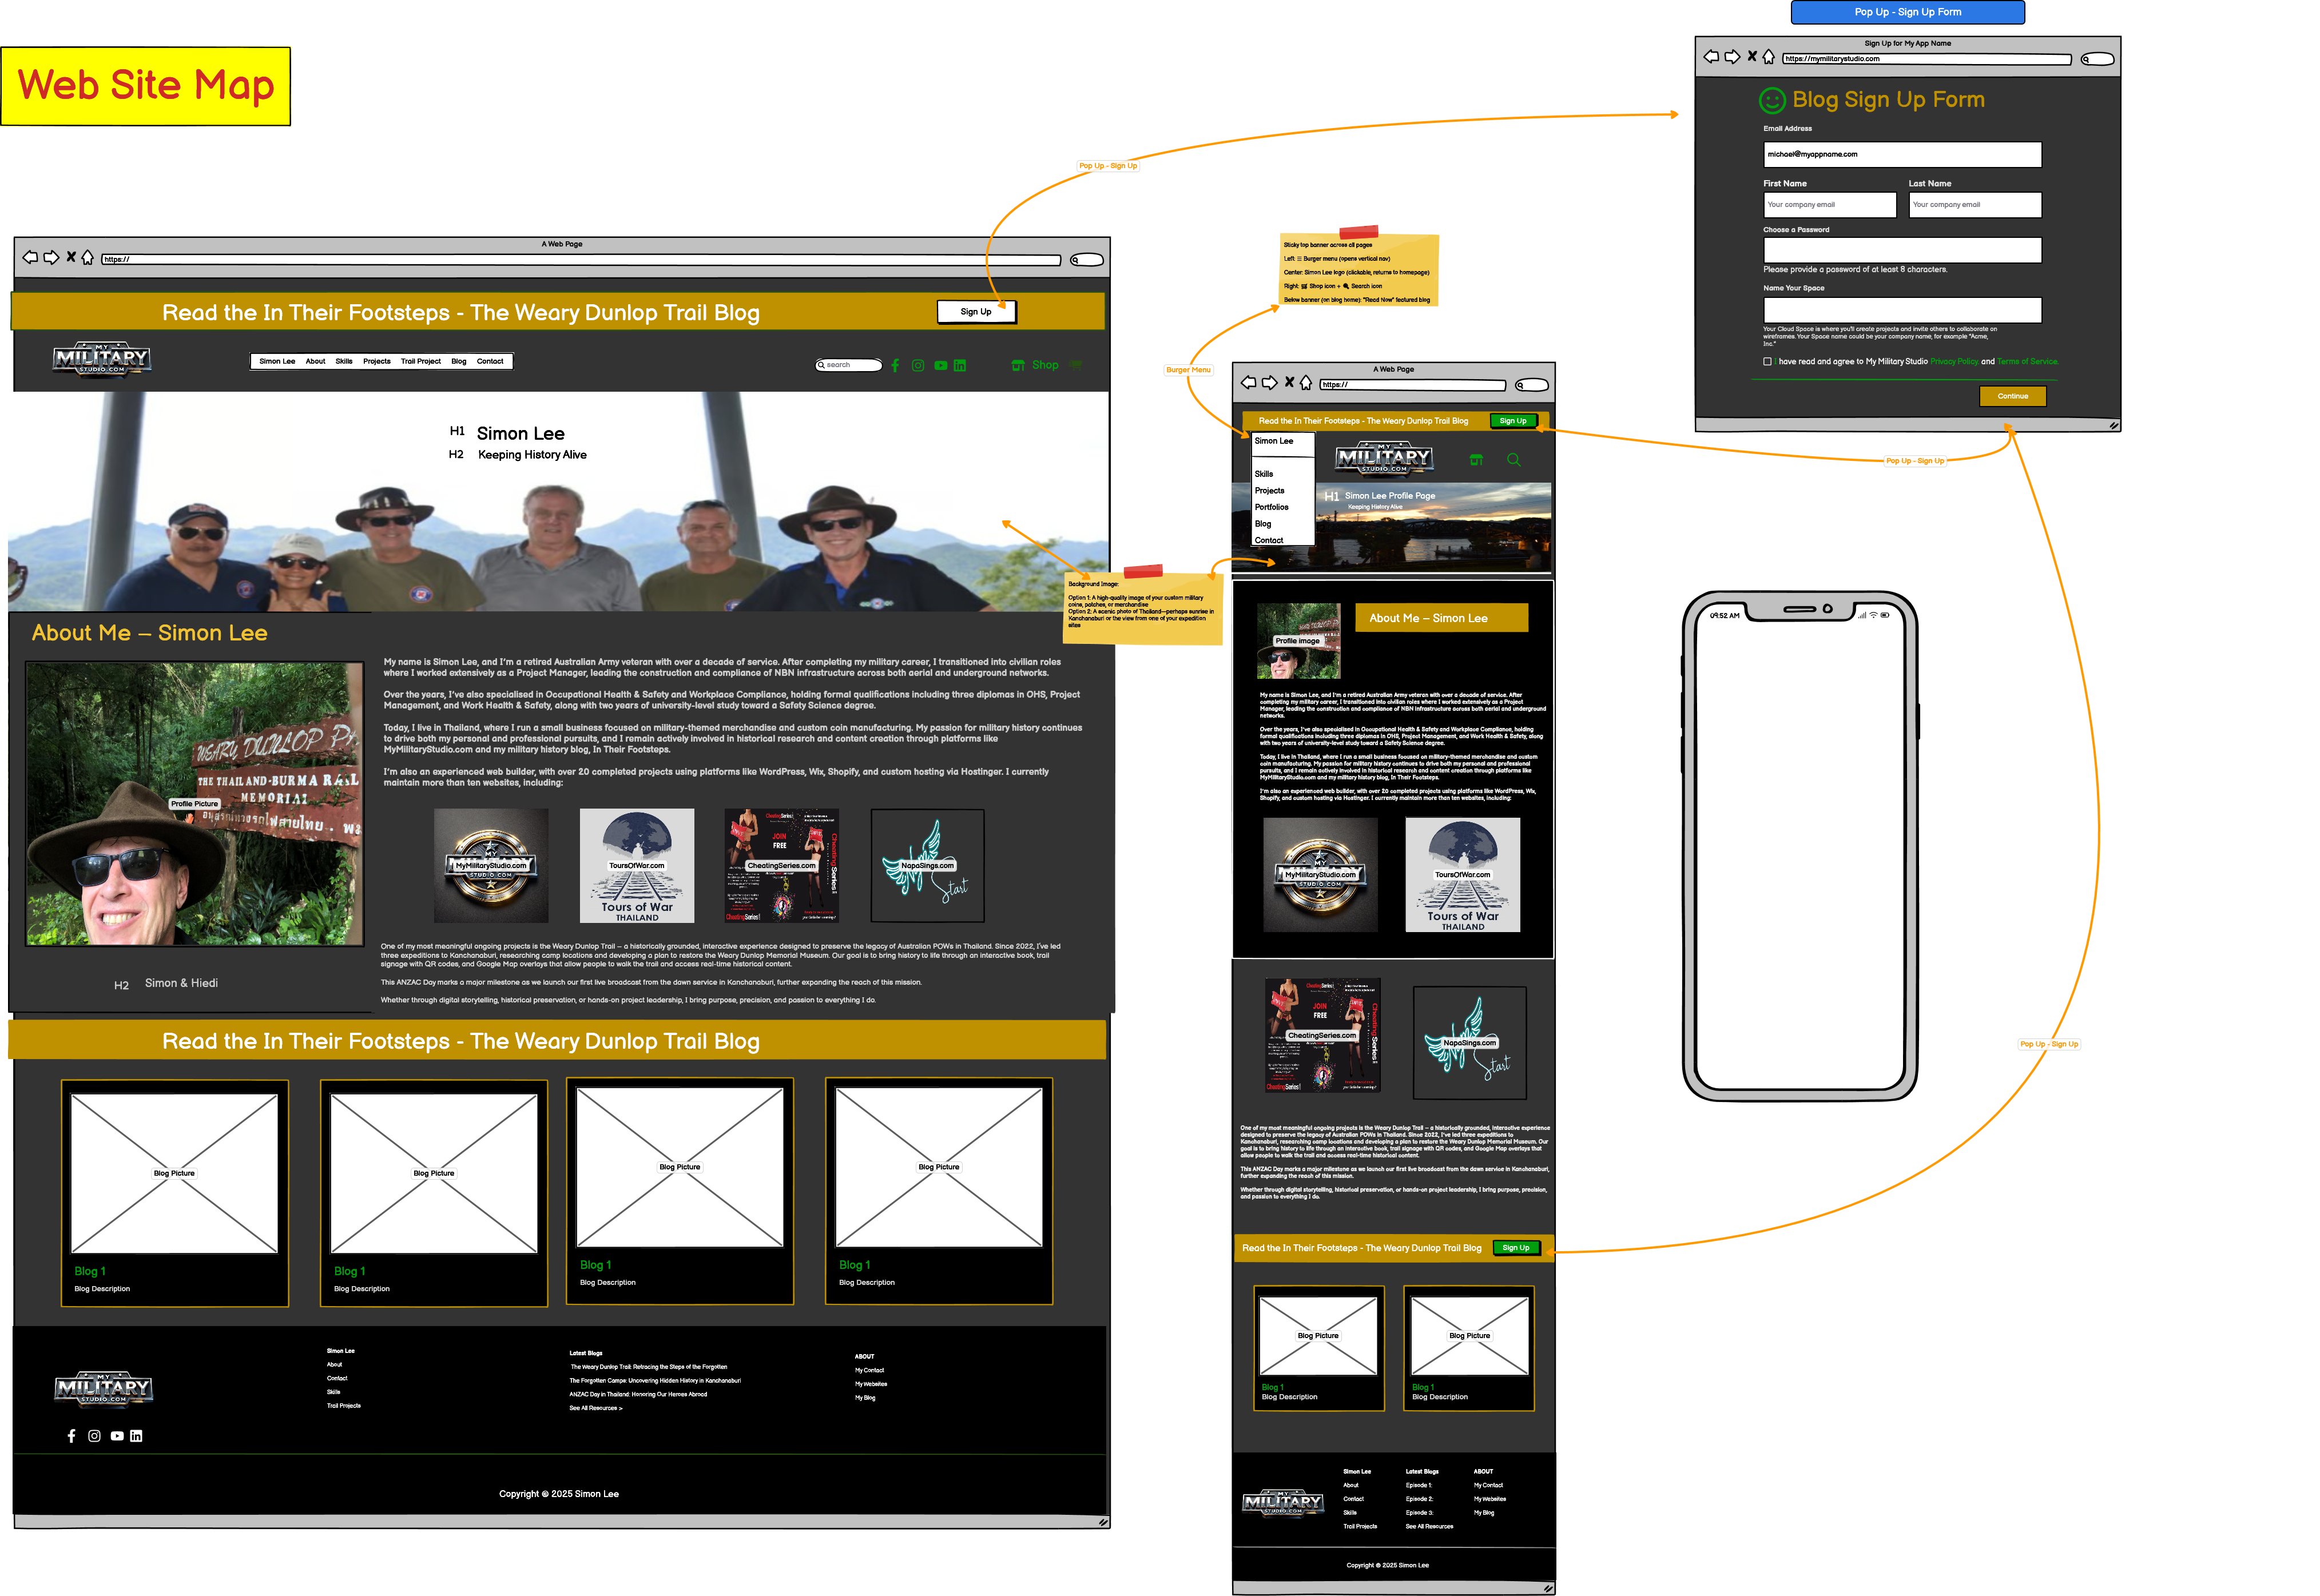 Web Site Map
Pop Up - Sign Up Form
Sign Up for My App Name
https://mymilitarystudio.com
Blog Sign Up Form
Email Address
michael@myappname.com
First Name
Last Name
Your company email
Your company email
Choose a Password
Please provide a password of at least 8 characters.
Name Your Space
Your Cloud Space is where you'll create projects and invite others to collaborate on
wireframes. Your Space name could be your company name, for example "Acme,
Inc."
I have read and agree to My Military Studio Privacy Policy and Terms of Service.
Continue
Pop Up - Sign Up
Pop Up - Sign Up
Pop Up - Sign Up
A Web Page
https://
Read the In Their Footsteps - The Weary Dunlop Trail Blog
Sign Up
MY
MILITARY
STUDIO.COM
Simon Lee
About
Skills
Projects
Trail Project
Blog
Contact
search
Shop
H1 Simon Lee
H2 Keeping History Alive
Sticky top banner across all pages
Left: ☰ Burger menu (opens vertical nav)
Center: Simon Lee logo (clickable, returns to homepage)
Right: 🛒 Shop icon + 🔍 Search icon
Below banner (on blog home): "Read Now" featured blog
Burger Menu
Background Image:
Option 1: A high-quality image of your custom military
coins, patches, or merchandise
Option 2: A scenic photo of Thailand—perhaps sunrise in
Kanchanaburi or the view from one of your expedition
sites
About Me – Simon Lee
WEARY DUNLOP PA
THE THAILAND-BURMA RAIL
MEMORIAL
Profile Picture
H2 Simon & Hiedi
My name is Simon Lee, and I'm a retired Australian Army veteran with over a decade of service. After completing my military career, I transitioned into civilian roles
where I worked extensively as a Project Manager, leading the construction and compliance of NBN infrastructure across both aerial and underground networks.
Over the years, I've also specialised in Occupational Health & Safety and Workplace Compliance, holding formal qualifications including three diplomas in OHS, Project
Management, and Work Health & Safety, along with two years of university-level study toward a Safety Science degree.
Today, I live in Thailand, where I run a small business focused on military-themed merchandise and custom coin manufacturing. My passion for military history continues
to drive both my personal and professional pursuits, and I remain actively involved in historical research and content creation through platforms like
MyMilitaryStudio.com and my military history blog, In Their Footsteps.
I'm also an experienced web builder, with over 20 completed projects using platforms like WordPress, Wix, Shopify, and custom hosting via Hostinger. I currently
maintain more than ten websites, including:
MyMilitaryStudio.com
STUDIO.COM
ToursOfWar.com
Tours of War
THAILAND
CheatingSeries!
JOIN
FREE
CheatingSeries.com
CheatingSeries!
NapaSings.com
Start
One of my most meaningful ongoing projects is the Weary Dunlop Trail – a historically grounded, interactive experience designed to preserve the legacy of Australian POWs in Thailand. Since 2022, I've led
three expeditions to Kanchanaburi, researching camp locations and developing a plan to restore the Weary Dunlop Memorial Museum. Our goal is to bring history to life through an interactive book, trail
signage with QR codes, and Google Map overlays that allow people to walk the trail and access real-time historical content.
This ANZAC Day marks a major milestone as we launch our first live broadcast from the dawn service in Kanchanaburi, further expanding the reach of this mission.
Whether through digital storytelling, historical preservation, or hands-on project leadership, I bring purpose, precision, and passion to everything I do.
Read the In Their Footsteps - The Weary Dunlop Trail Blog
Blog Picture
Blog 1
Blog Description
Blog Picture
Blog 1
Blog Description
Blog Picture
Blog 1
Blog Description
Blog Picture
Blog 1
Blog Description
MY
MILITARY
STUDIO.COM
Simon Lee
About
Contact
Skills
Trail Projects
Latest Blogs
The Weary Dunlop Trail: Retracing the Steps of the Forgotten
The Forgotten Camps: Uncovering Hidden History in Kanchanaburi
ANZAC Day in Thailand: Honoring Our Heroes Abroad
See All Resources >
ABOUT
My Contact
My Websites
My Blog
Copyright © 2025 Simon Lee
A Web Page
https://
Read the In Their Footsteps - The Weary Dunlop Trail Blog
Sign Up
Simon Lee
Skills
Projects
Portfolios
Blog
Contact
MY
MILITARY
STUDIO.COM
H1 Simon Lee Profile Page
Keeping History Alive
Profile image
About Me – Simon Lee
My name is Simon Lee, and I'm a retired Australian Army veteran with over a decade of service. After
completing my military career, I transitioned into civilian roles where I worked extensively as a Project
Manager, leading the construction and compliance of NBN infrastructure across both aerial and underground
networks.
Over the years, I've also specialised in Occupational Health & Safety and Workplace Compliance, holding
formal qualifications including three diplomas in OHS, Project Management, and Work Health & Safety, along
with two years of university-level study toward a Safety Science degree.
Today, I live in Thailand, where I run a small business focused on military-themed merchandise and custom
coin manufacturing. My passion for military history continues to drive both my personal and professional
pursuits, and I remain actively involved in historical research and content creation through platforms like
MyMilitaryStudio.com and my military history blog, In Their Footsteps.
I'm also an experienced web builder, with over 20 completed projects using platforms like WordPress, Wix,
Shopify, and custom hosting via Hostinger. I currently maintain more than ten websites, including:
MyMilitaryStudio.com
STUDIO.COM
ToursOfWar.com
Tours of War
THAILAND
CheatingSeries!
JOIN
FREE
CheatingSeries.com
CheatingSeries!
NapaSings.com
Start
One of my most meaningful ongoing projects is the Weary Dunlop Trail – a historically grounded, interactive experience
designed to preserve the legacy of Australian POWs in Thailand. Since 2022, I've led three expeditions to
Kanchanaburi, researching camp locations and developing a plan to restore the Weary Dunlop Memorial Museum. Our
goal is to bring history to life through an interactive book, trail signage with QR codes, and Google Map overlays that
allow people to walk the trail and access real-time historical content.
This ANZAC Day marks a major milestone as we launch our first live broadcast from the dawn service in Kanchanaburi,
further expanding the reach of this mission.
Whether through digital storytelling, historical preservation, or hands-on project leadership, I bring purpose, precision,
and passion to everything I do.
Read the In Their Footsteps - The Weary Dunlop Trail Blog
Sign Up
Blog Picture
Blog 1
Blog Description
Blog Picture
Blog 1
Blog Description
MY
MILITARY
STUDIO.COM
Simon Lee
About
Contact
Skills
Trail Projects
Latest Blogs
Episode 1:
Episode 2:
Episode 3:
See All Resources
ABOUT
My Contact
My Websites
My Blog
Copyright © 2025 Simon Lee
09:52 AM